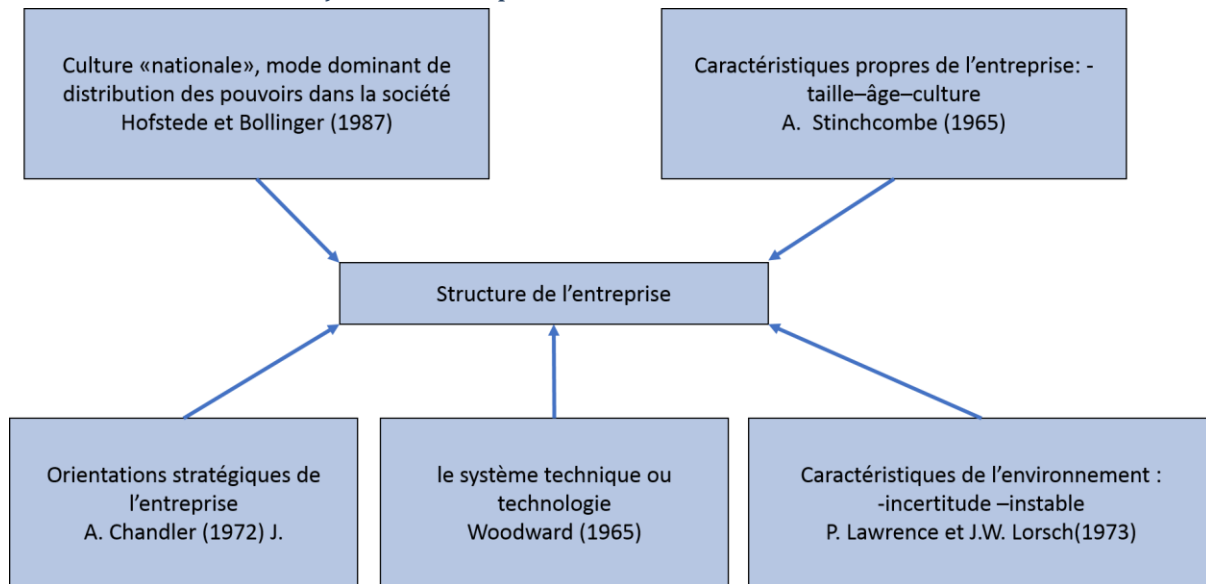 Culture «nationale», mode dominant de
distribution des pouvoirs dans la société
Hofstede et Bollinger (1987)
Caractéristiques propres de l’entreprise: -
taille–âge–culture
A.  Stinchcombe (1965)
Structure de l’entreprise
Orientations stratégiques de
l’entreprise
A. Chandler (1972) J.
le système technique ou
technologie
Woodward (1965)
Caractéristiques de l’environnement :
-incertitude –instable
P. Lawrence et J.W. Lorsch(1973)